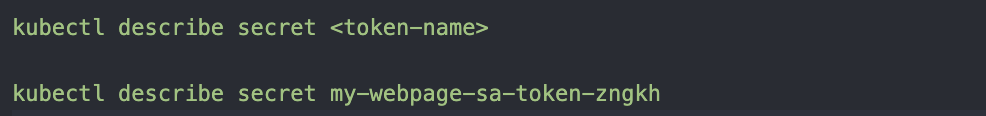 kubectl describe secret <token-name>
kubectl describe secret my-webpage-sa-token-zngkh